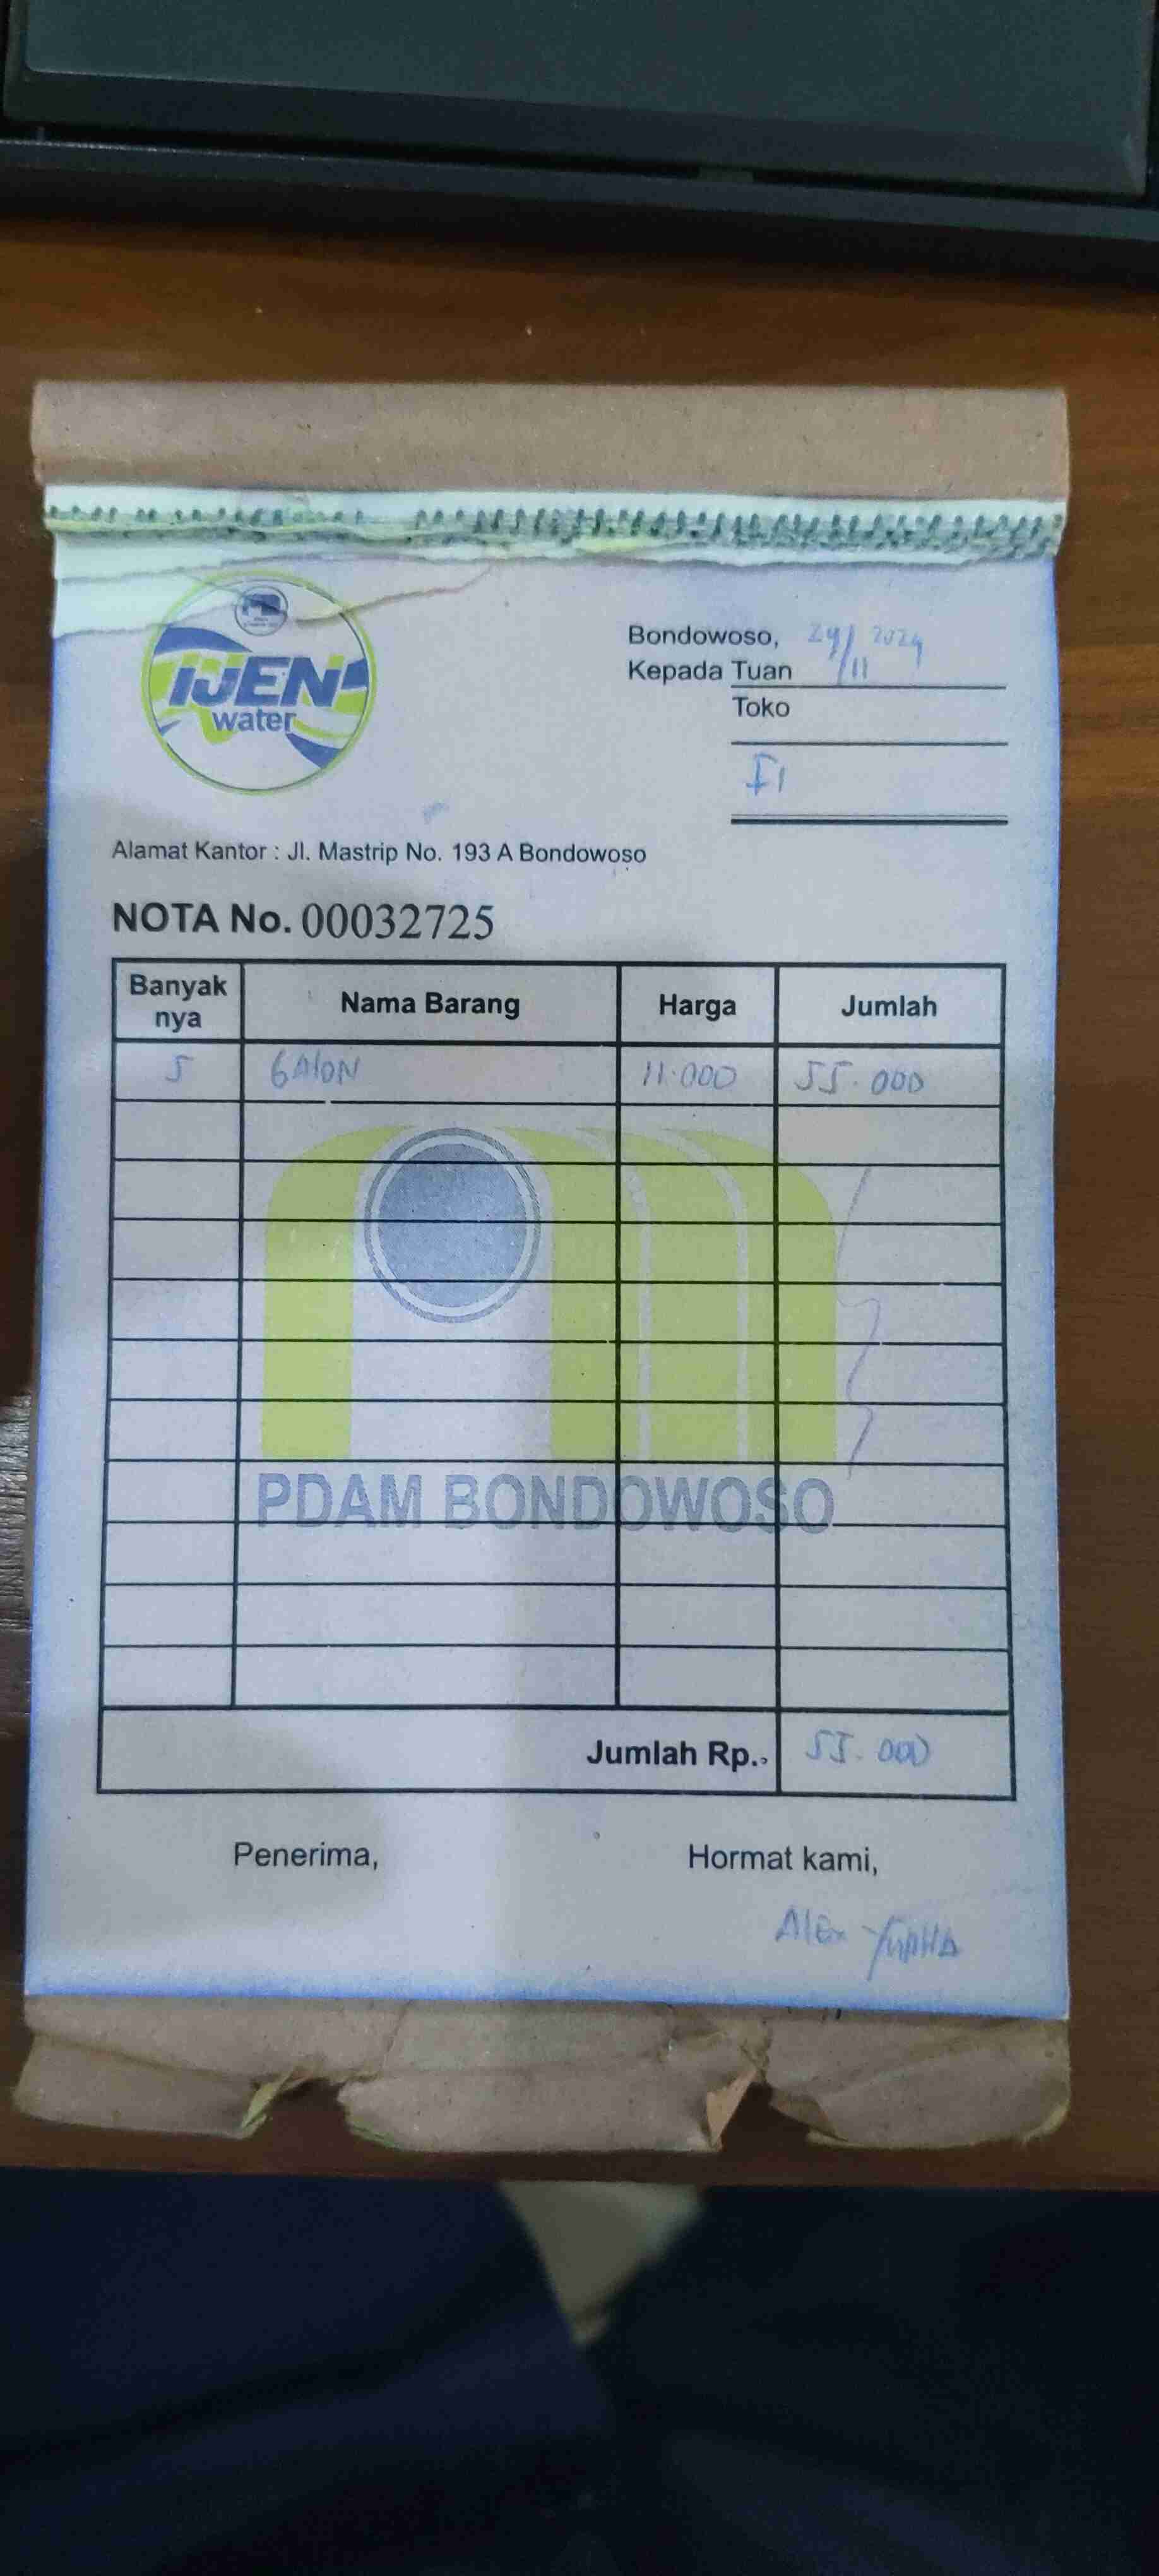 IJEN
water
Bondowoso, 29/11 2024
Kepada Tuan
Toko
Alamat Kantor : Jl. Mastrip No. 193 A Bondowoso
NOTA No. 00032725
Banyak nya Nama Barang Harga Jumlah
5 GAlON 11.000 55.000
PDAM BONDOWOSO
Jumlah Rp., 55.000
Penerima, Hormat kami,
Alex